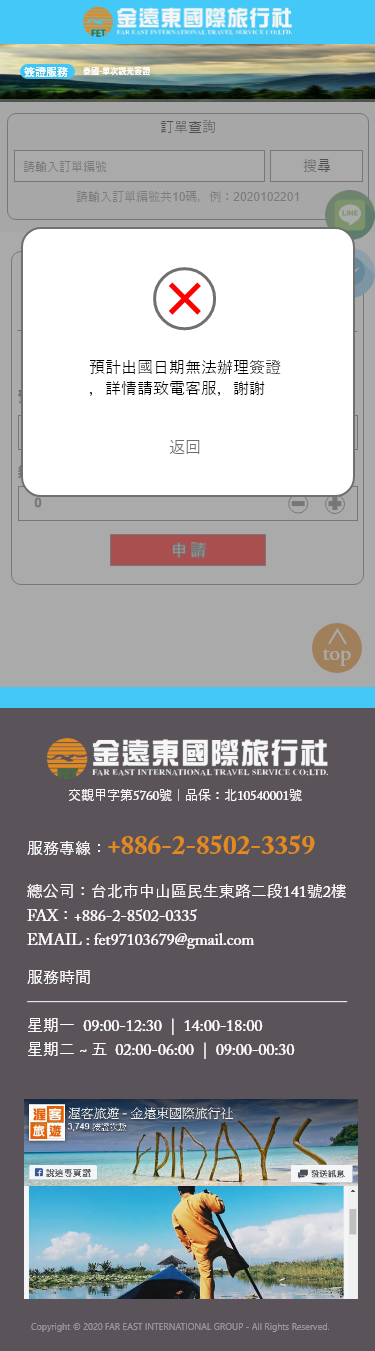 金遠東國際旅行社
FAR EAST INTERNATIONAL TRAVEL SERVICE CO.LTD.
FET
簽證服務 泰國-單次觀光簽證
訂單查詢
請輸入訂單編號 搜尋
請輸入訂單編號共10碼，例：2020102201
LINE
預計出國日期無法辦理簽證
，詳情請致電客服，謝謝
返回
0
申請
top
金遠東國際旅行社
FAR EAST INTERNATIONAL TRAVEL SERVICE CO.LTD.
FET
交觀甲字第5760號｜品保：北10540001號
服務專線：+886-2-8502-3359
總公司：台北市中山區民生東路二段141號2樓
FAX：+886-2-8502-0335
EMAIL : fet97103679@gmail.com
服務時間
星期一 09:00-12:30 | 14:00-18:00
星期二 ~ 五 02:00-06:00 | 09:00-00:30
渥客旅遊
渥客旅遊 - 金遠東國際旅行社
3,749 次
說這專頁讚 發送訊息
Copyright © 2020 FAR EAST INTERNATIONAL GROUP - All Rights Reserved.